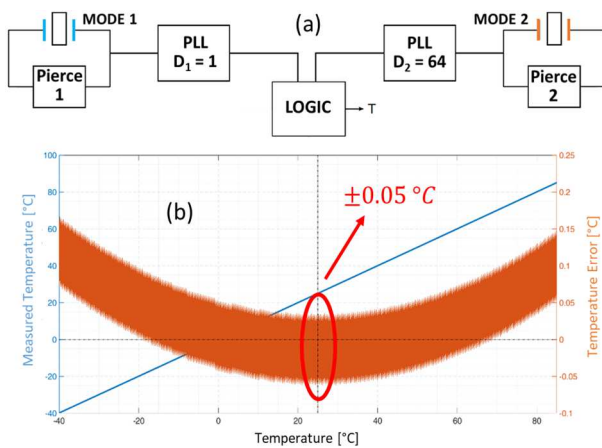 (a)
MODE 1
MODE 2
PLL
D₁ = 1
PLL
D₂ = 64
Pierce
1
Pierce
2
LOGIC
T
(b)
±0.05 °C
Measured Temperature [°C]
100
80
60
40
20
0
-20
-40
Temperature Error [°C]
0.25
0.2
0.15
0.1
0.05
0
-0.05
-0.1
-40
-20
0
20
40
60
80
Temperature [°C]